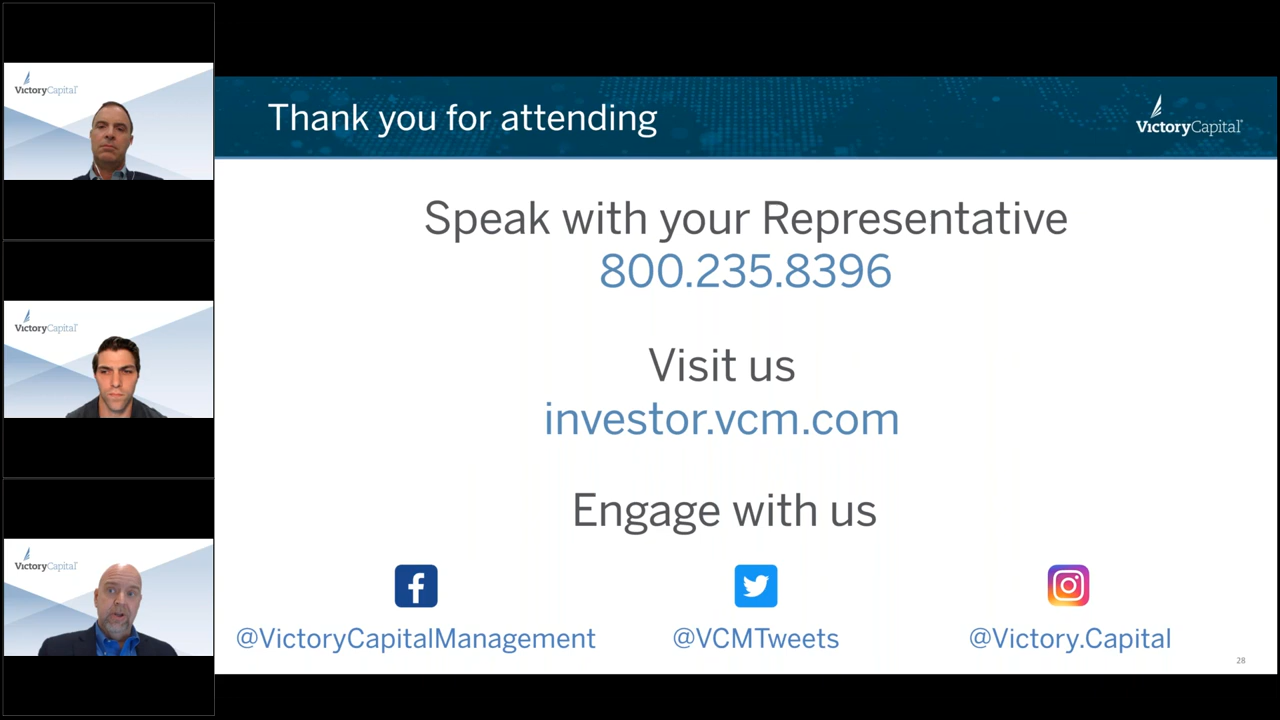 VictoryCapital
VictoryCapital
VictoryCapital
Thank you for attending
VictoryCapital
Speak with your Representative
800.235.8396
Visit us
investor.vcm.com
Engage with us
@VictoryCapitalManagement
@VCMTweets
@Victory.Capital
28